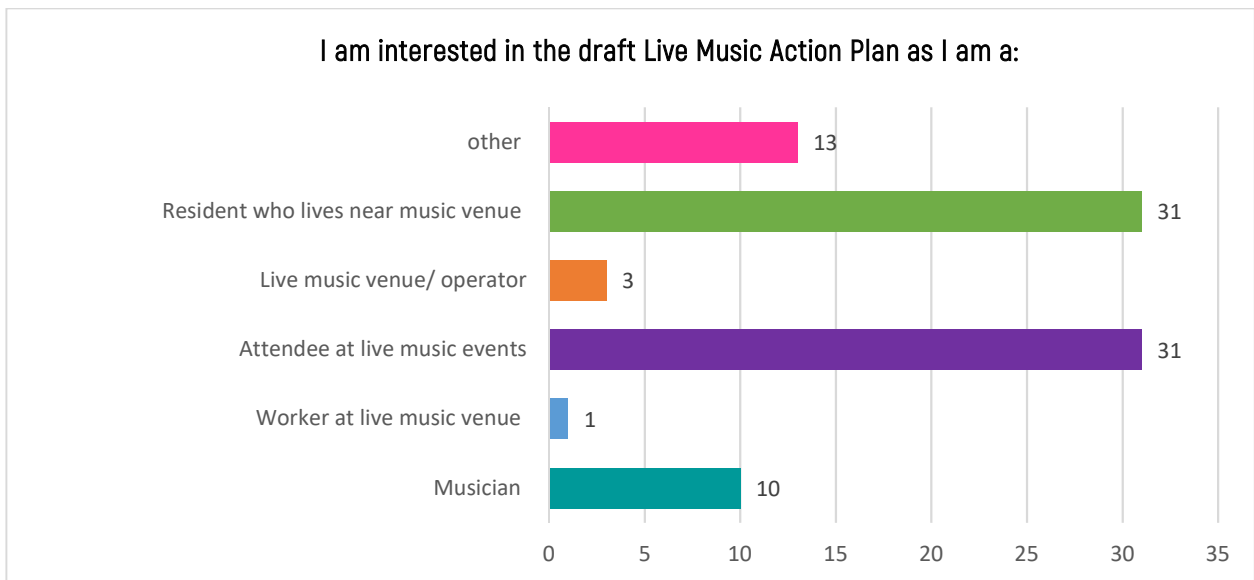 I am interested in the draft Live Music Action Plan as I am a:
other 13
Resident who lives near music venue 31
Live music venue/ operator 3
Attendee at live music events 31
Worker at live music venue 1
Musician 10
0 5 10 15 20 25 30 35